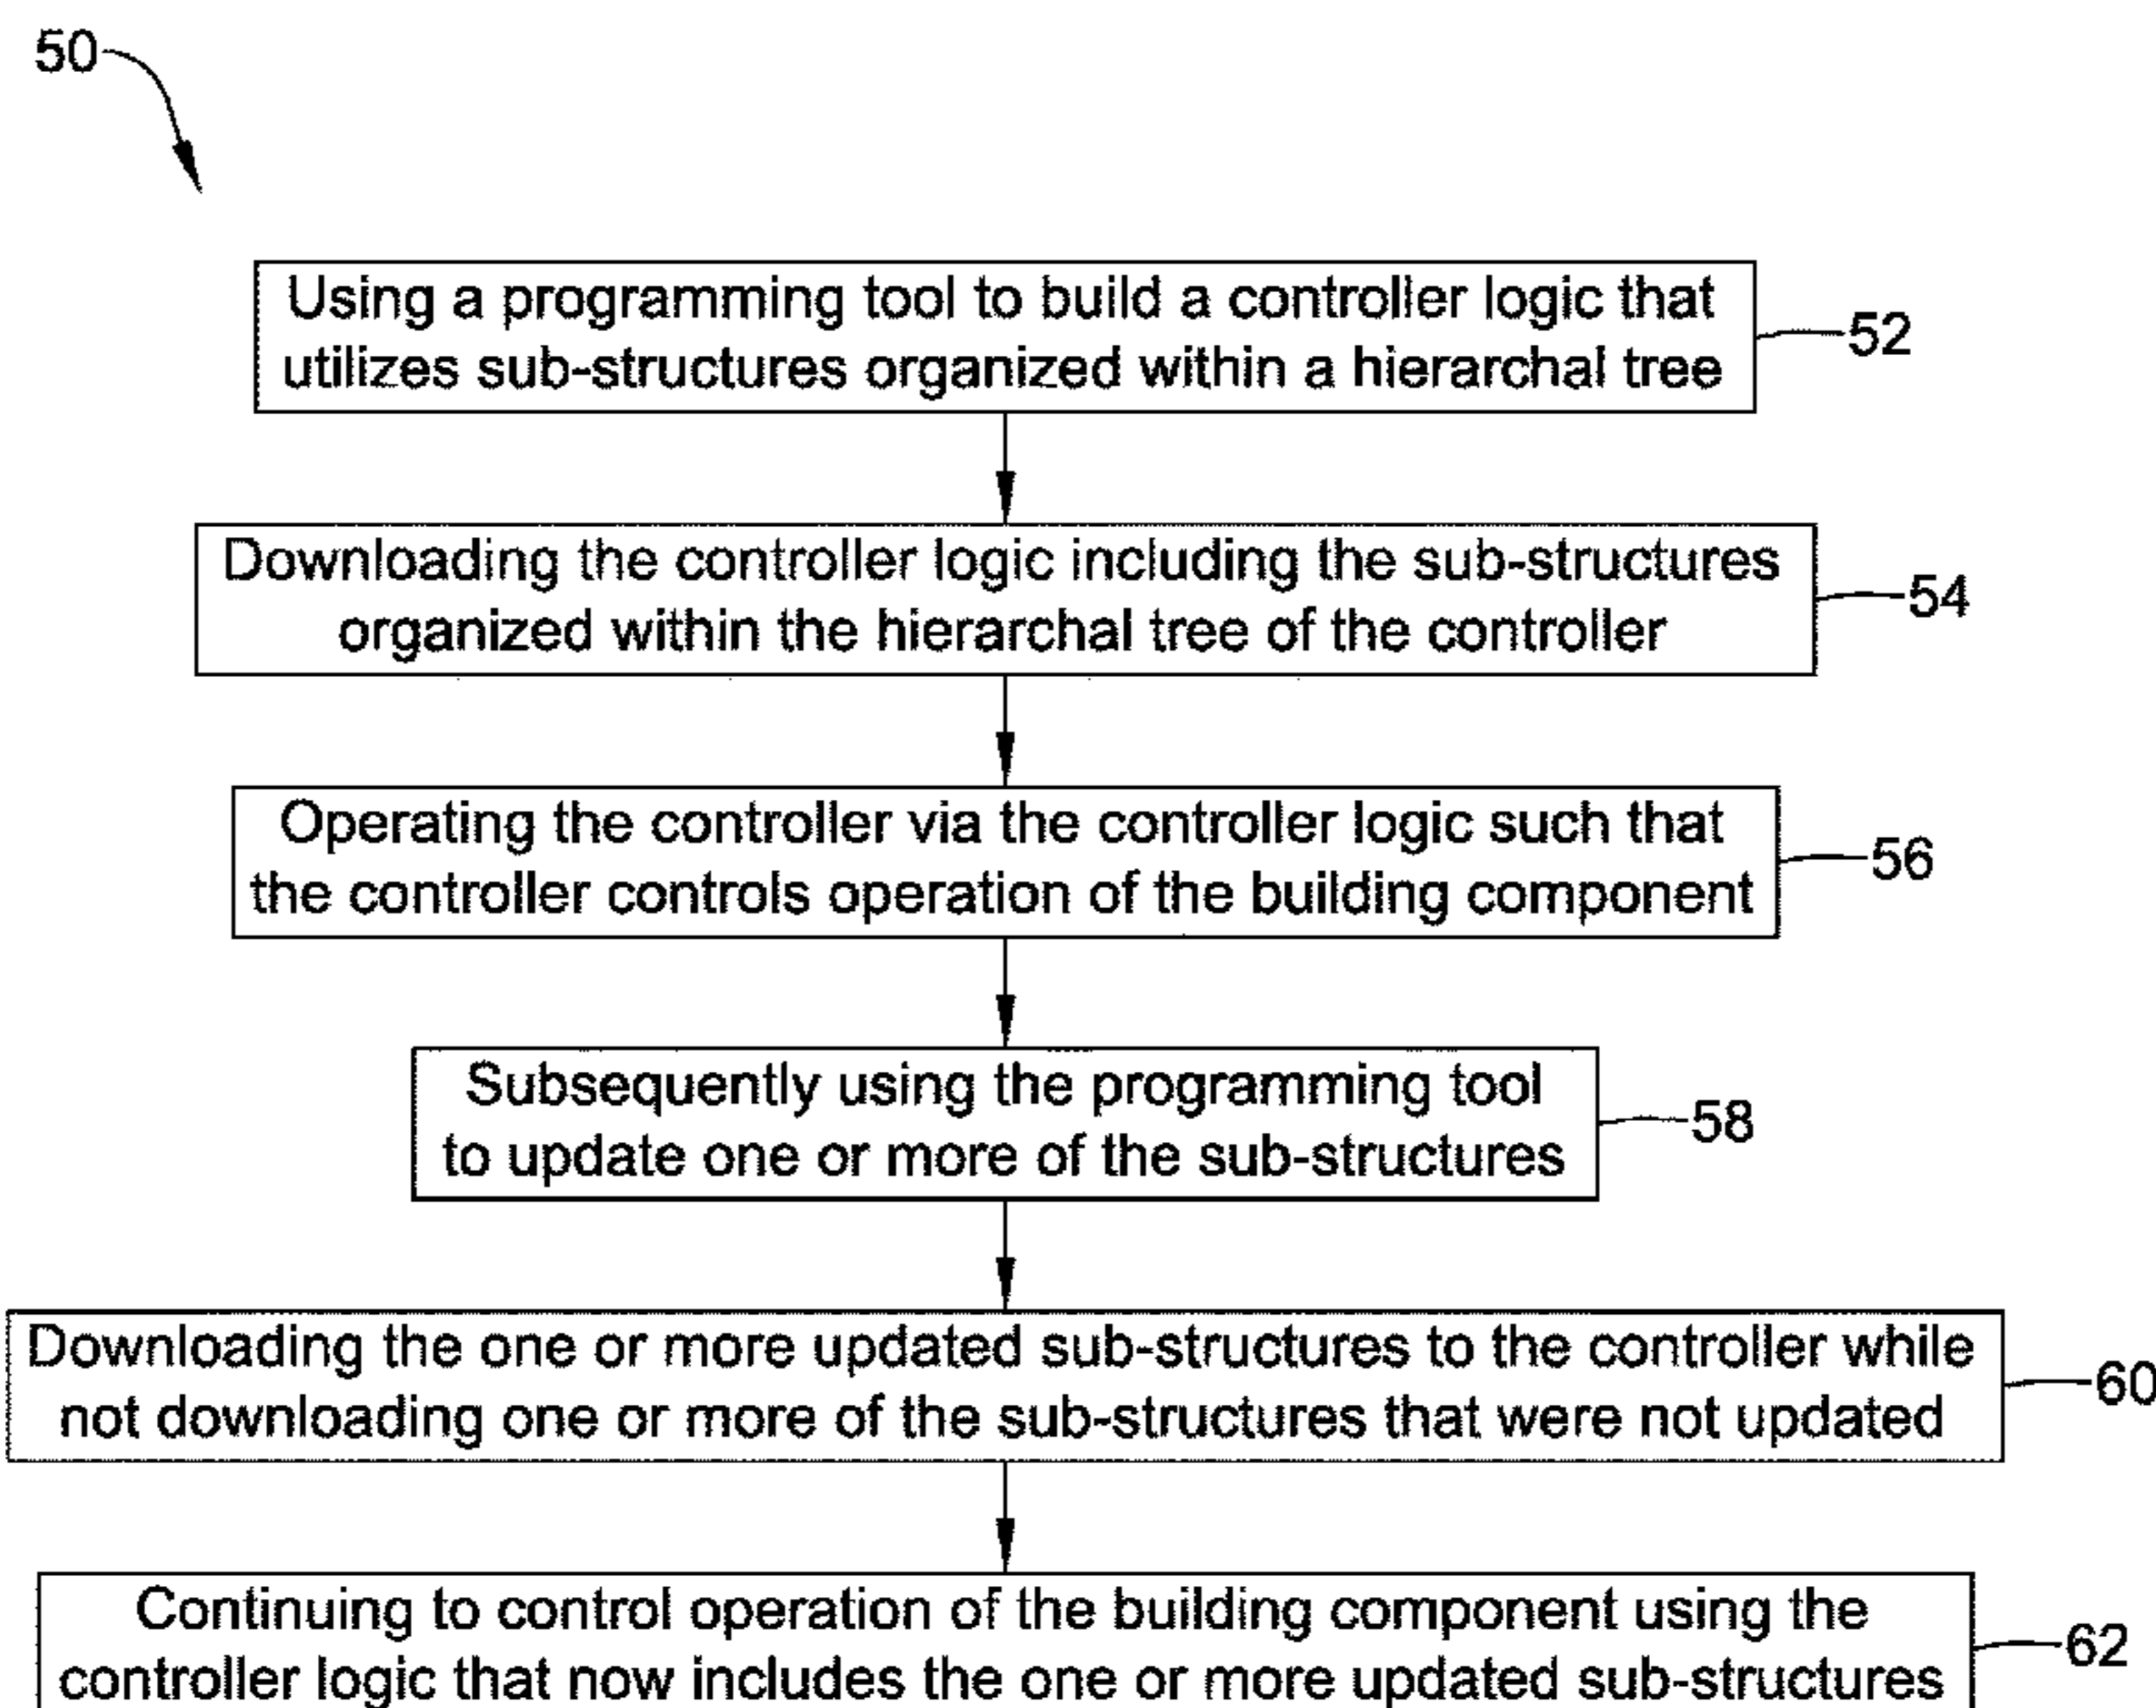 50
Using a programming tool to build a controller logic that
utilizes sub-structures organized within a hierarchal tree
52
Downloading the controller logic including the sub-structures
organized within the hierarchal tree of the controller
54
Operating the controller via the controller logic such that
the controller controls operation of the building component
56
Subsequently using the programming tool
to update one or more of the sub-structures
58
Downloading the one or more updated sub-structures to the controller while
not downloading one or more of the sub-structures that were not updated
60
Continuing to control operation of the building component using the
controller logic that now includes the one or more updated sub-structures
62